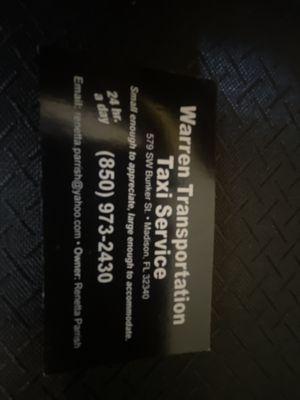 Warren Transportation
Taxi Service
579 SW Bunker St. • Madison, FL 32340
Small enough to appreciate, large enough to accommodate.
24 hr.
a day
(850) 973-2430
Email: renetta.parrish@yahoo.com • Owner: Renetta Parrish